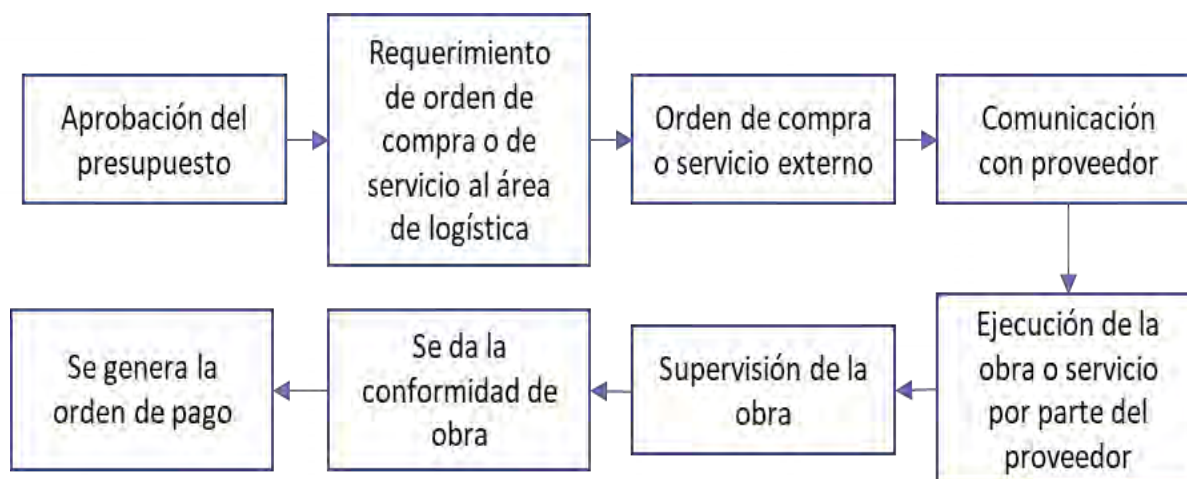 Aprobación del
presupuesto
Requerimiento
de orden de
compra o de
servicio al área
de logística
Orden de compra
o servicio externo
Comunicación
con proveedor
Ejecución de la
obra o servicio
por parte del
proveedor
Supervisión de la
obra
Se da la
conformidad de
obra
Se genera la
orden de pago